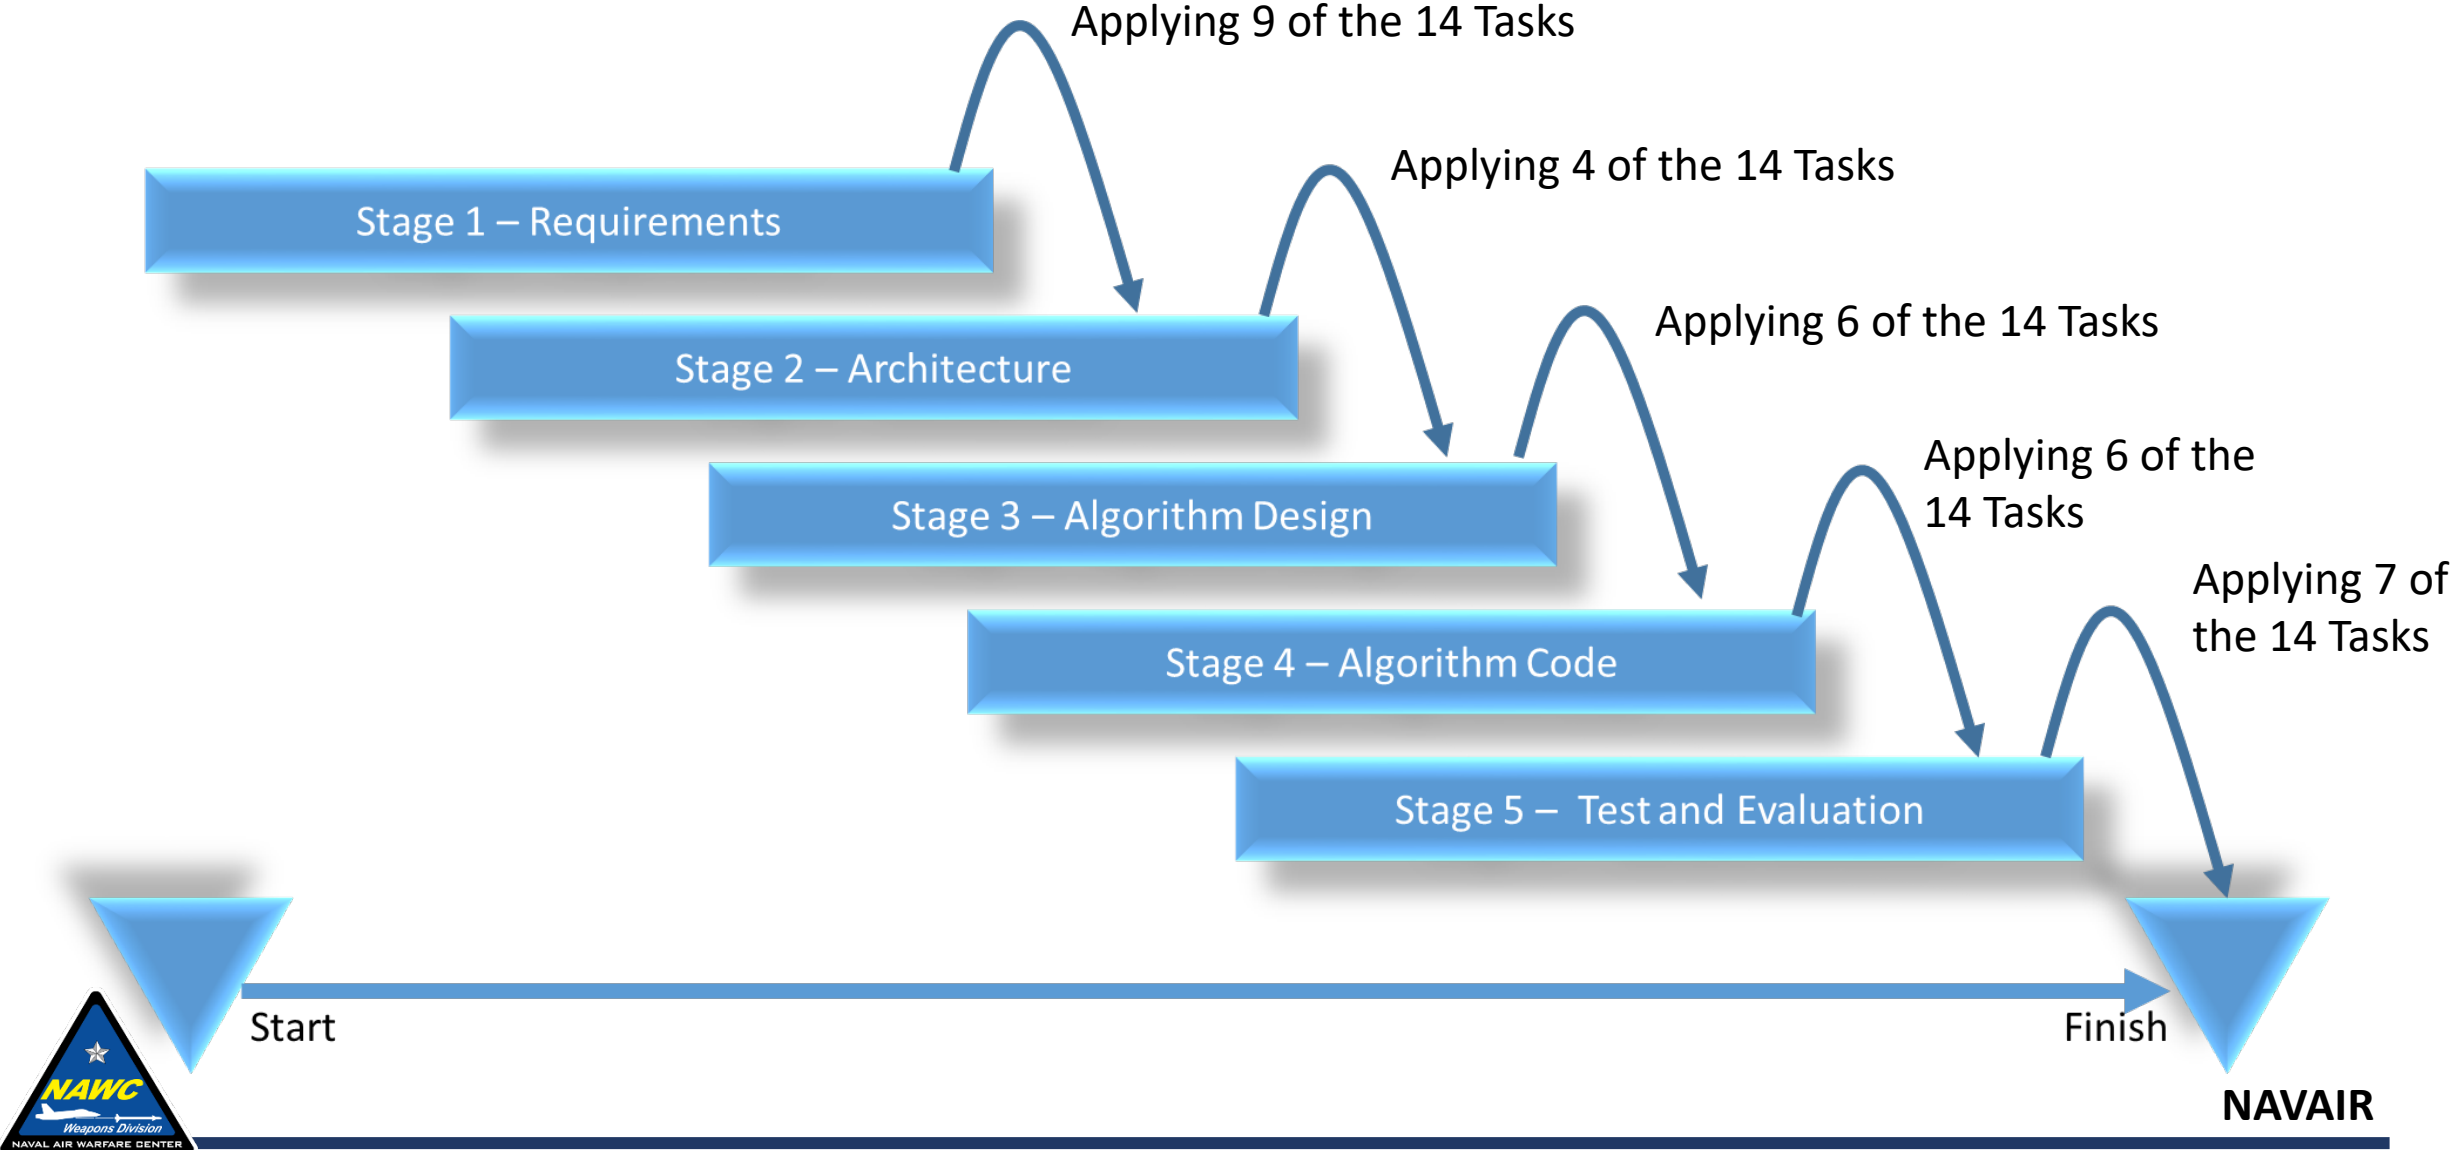 Applying 9 of the 14 Tasks
Applying 4 of the 14 Tasks
Stage 1 – Requirements
Applying 6 of the 14 Tasks
Stage 2 – Architecture
Applying 6 of the
14 Tasks
Stage 3 – Algorithm Design
Applying 7 of
the 14 Tasks
Stage 4 – Algorithm Code
Stage 5 – Test and Evaluation
Start
Finish
NAWC
Weapons Division
NAVAL AIR WARFARE CENTER
NAVAIR